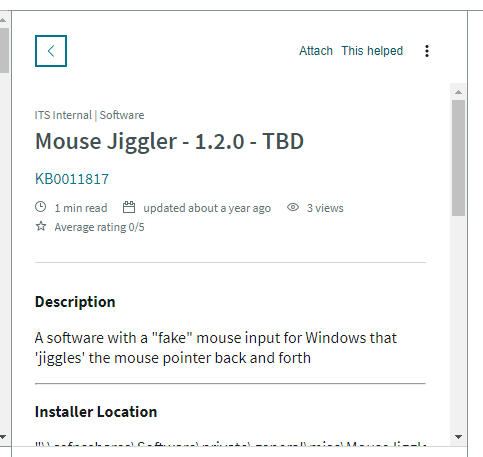 Attach This helped
ITS Internal | Software
Mouse Jiggler - 1.2.0 - TBD
KB0011817
1 min read updated about a year ago 3 views
Average rating 0/5
Description
A software with a "fake" mouse input for Windows that
'jiggles' the mouse pointer back and forth
Installer Location